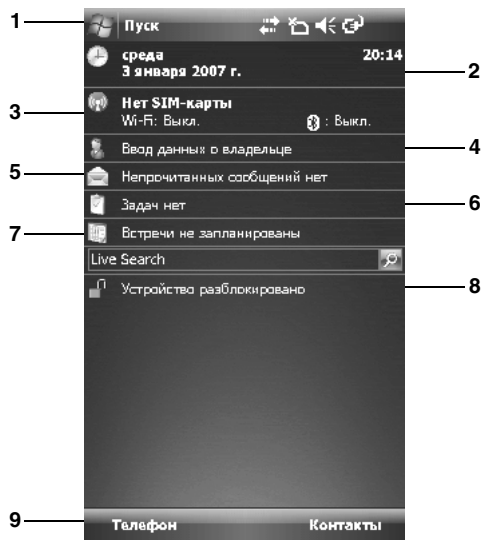 1
Пуск
среда
20:14
3 января 2007 г.
2
Нет SIM-карты
3
Wi-Fi: Выкл.
: Выкл.
Ввод данных о владельце
4
5
Непрочитанных сообщений нет
Задач нет
6
7
Встречи не запланированы
Live Search
Устройство разблокировано
8
9
Телефон
Контакты